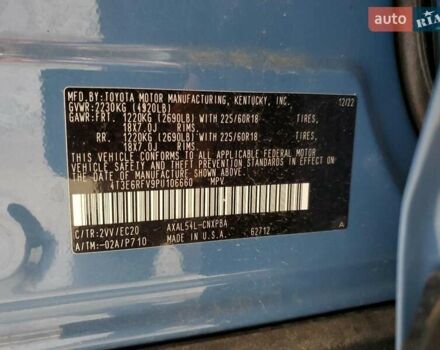 auto RIA
MFD.BY:TOYOTA MOTOR MANUFACTURING, KENTUCKY, INC.
GVWR:2230KG (4920LB) 12/22
GAWR:FRT. 1220KG (2690LB) WITH 225/60R18 TIRES,
18X7.0J RIMS,
RR. 1220KG (2690LB) WITH 225/60R18 TIRES,
18X7.0J RIMS,
THIS VEHICLE CONFORMS TO ALL APPLICABLE FEDERAL MOTOR
VEHICLE SAFETY AND THEFT PREVENTION STANDARDS IN EFFECT
ON THE DATE OF MANUFACTURE SHOWN ABOVE.
4T3E6RFV9PU106660 MPV
C/TR:2VV/EC20 AXAL54L-CNXPBA A
A/TM:-02A/P710 MADE IN U.S.A. 62712